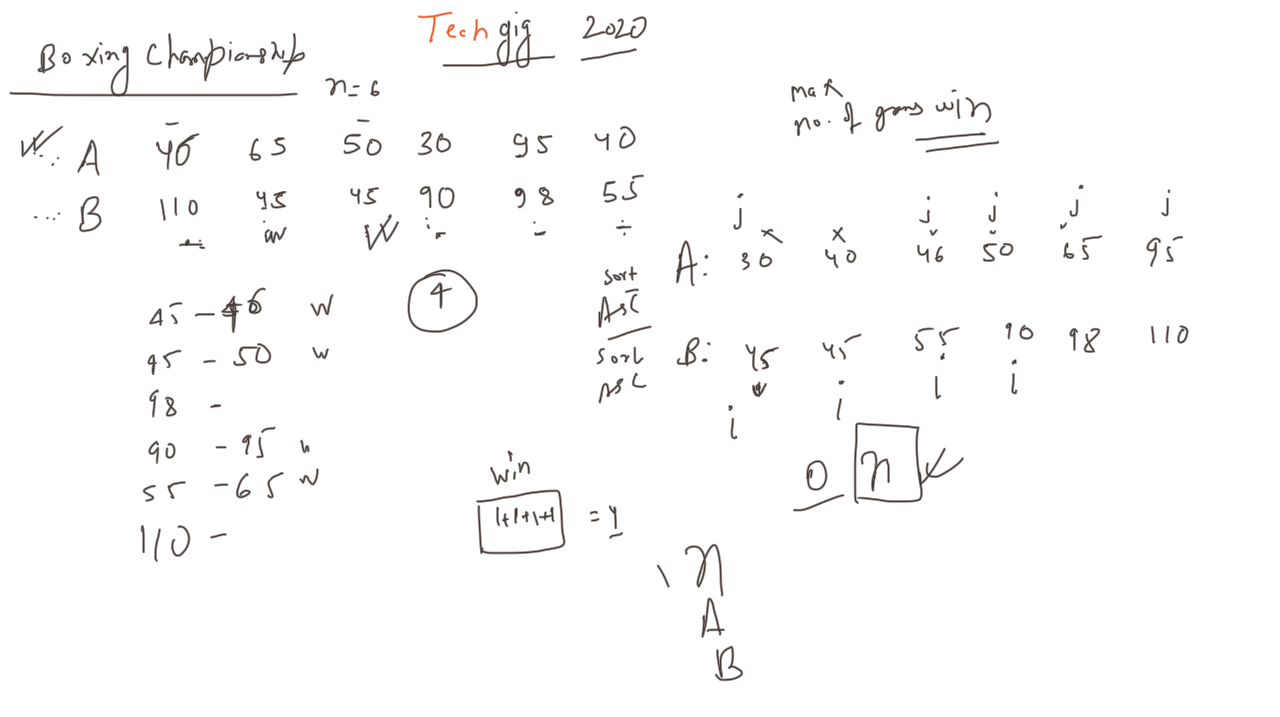 Boxing Championship
Tech gig 2020
n = 6
A 46 65 50 30 95 40
B 110 45 45 90 98 55
w
max
no. of games win
45 - 46 w
45 - 50 w
98 -
90 - 95 w
55 - 65 w
110 -
4
Sort
ASC
Sort
ASC
j j j j j
x x
A: 30 40 46 50 65 95
B: 45 45 55 90 98 110
i i i i
win
1+1+1+1 = 4
0 n
n
A
B